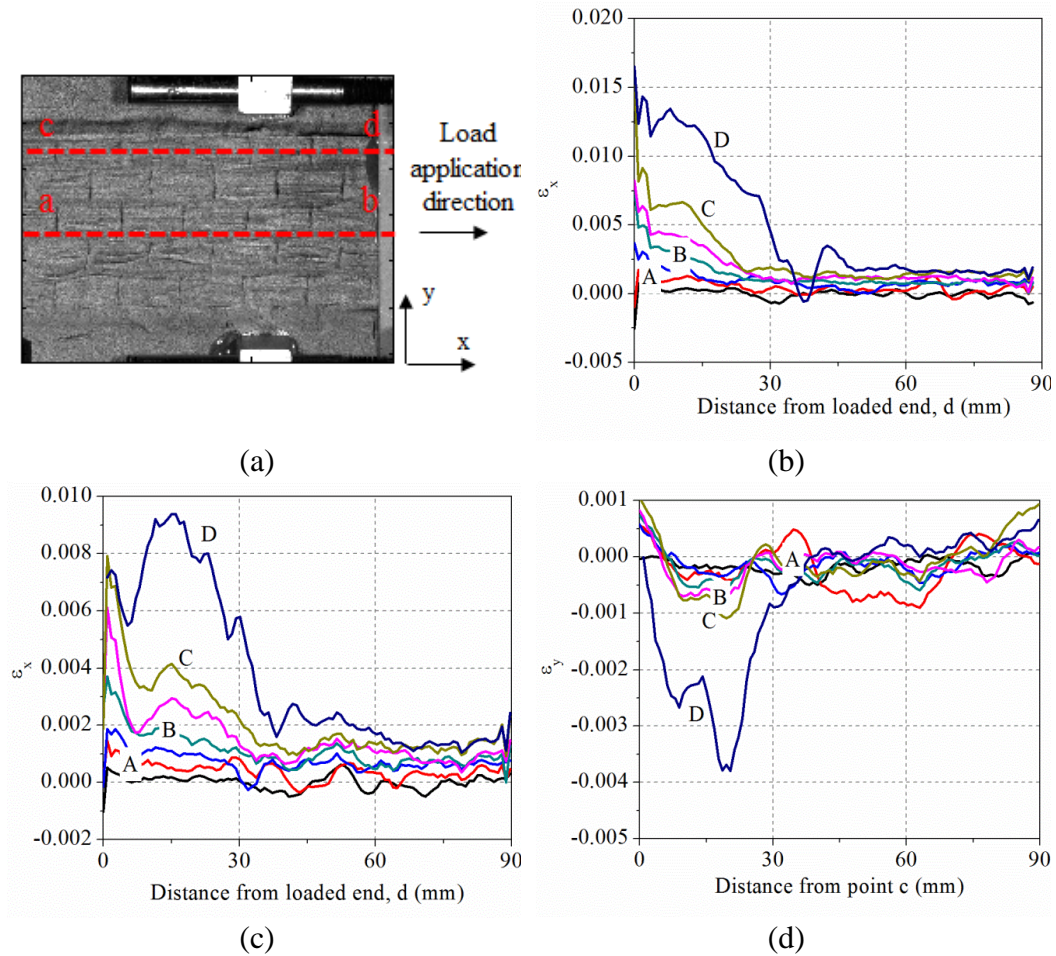 c
d
a
b
Load
application
direction
y
x
(a)
0.020
0.015
0.010
0.005
0.000
-0.005
εx
D
C
B
A
0 30 60 90
Distance from loaded end, d (mm)
(b)
0.010
0.008
0.006
0.004
0.002
0.000
-0.002
εx
D
C
B
A
0 30 60 90
Distance from loaded end, d (mm)
(c)
0.001
0.000
-0.001
-0.002
-0.003
-0.004
-0.005
εy
A
B
C
D
0 30 60 90
Distance from point c (mm)
(d)